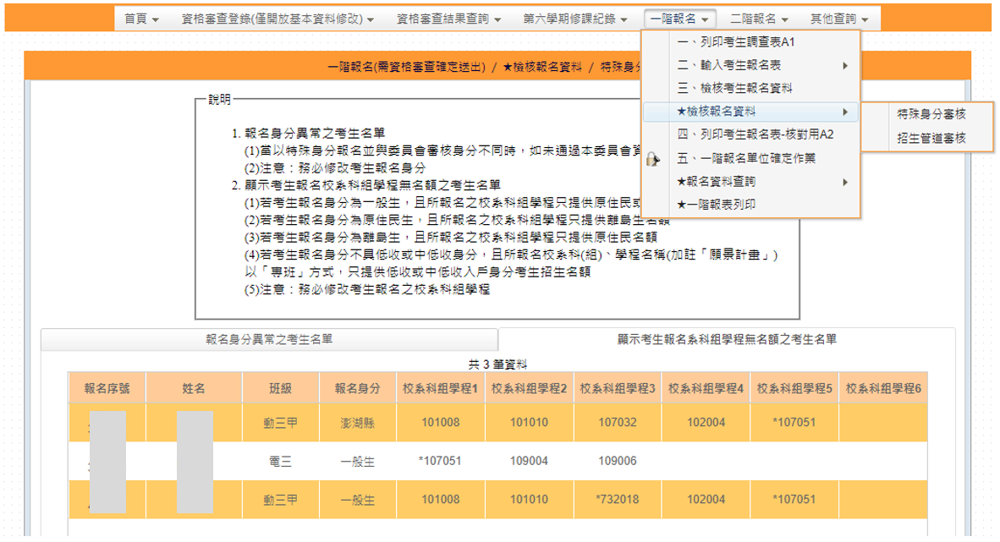 首頁 資格審查登錄(僅開放基本資料修改) 資格審查結果查詢 第六學期修課紀錄 一階報名 二階報名 其他查詢
一、列印考生調查表A1
二、輸入考生報名表
三、檢核考生報名資料
★檢核報名資料
四、列印考生報名表-核對用A2
五、一階報名單位確定作業
★報名資料查詢
★一階報表列印
特殊身分審核
招生管道審核
一階報名(需資格審查確定送出) / ★檢核報名資料 / 特殊身
說明
1. 報名身分異常之考生名單
(1)當以特殊身分報名並與委員會審核身分不同時，如未通過本委員會
(2)注意：務必修改考生報名身分
2. 顯示考生報名校系科組學程無名額之考生名單
(1)若考生報名身分為一般生，且所報名之校系科組學程只提供原住民
(2)若考生報名身分為原住民生，且所報名之校系科組學程只提供離島生名額
(3)若考生報名身分為離島生，且所報名之校系科組學程只提供原住民名額
(4)若考生報名身分不具低收或中低收身分，且所報名校系科(組)、學程名稱(加註「願景計畫」)
以「專班」方式，只提供低收或中低收入戶身分考生招生名額
(5)注意：務必修改考生報名之校系科組學程
報名身分異常之考生名單 顯示考生報名系科組學程無名額之考生名單
共 3 筆資料
報名序號 姓名 班級 報名身分 校系科組學程1 校系科組學程2 校系科組學程3 校系科組學程4 校系科組學程5 校系科組學程6
動三甲 澎湖縣 101008 101010 107032 102004 *107051
電三 一般生 *107051 109004 109006
動三甲 一般生 101008 101010 *732018 102004 *107051